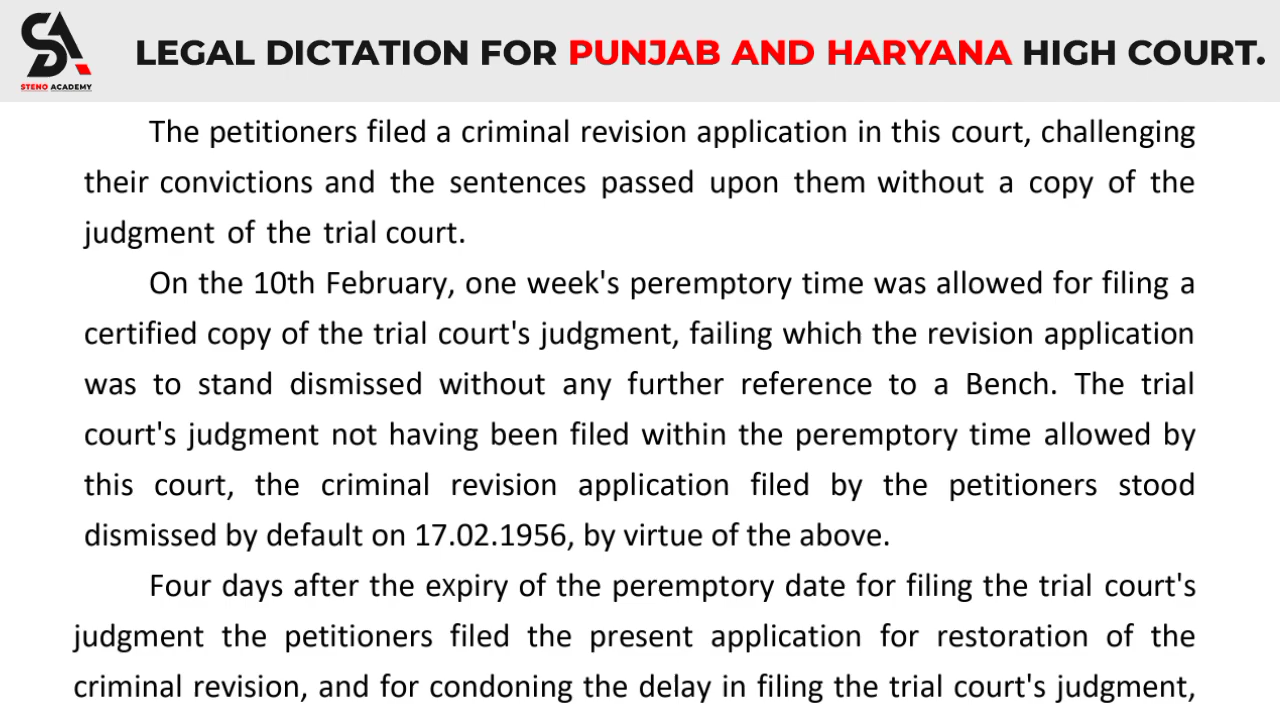 SA
STENO ACADEMY
LEGAL DICTATION FOR PUNJAB AND HARYANA HIGH COURT.
The petitioners filed a criminal revision application in this court, challenging
their convictions and the sentences passed upon them without a copy of the
judgment of the trial court.
On the 10th February, one week's peremptory time was allowed for filing a
certified copy of the trial court's judgment, failing which the revision application
was to stand dismissed without any further reference to a Bench. The trial
court's judgment not having been filed within the peremptory time allowed by
this court, the criminal revision application filed by the petitioners stood
dismissed by default on 17.02.1956, by virtue of the above.
Four days after the expiry of the peremptory date for filing the trial court's
judgment the petitioners filed the present application for restoration of the
criminal revision, and for condoning the delay in filing the trial court's judgment,